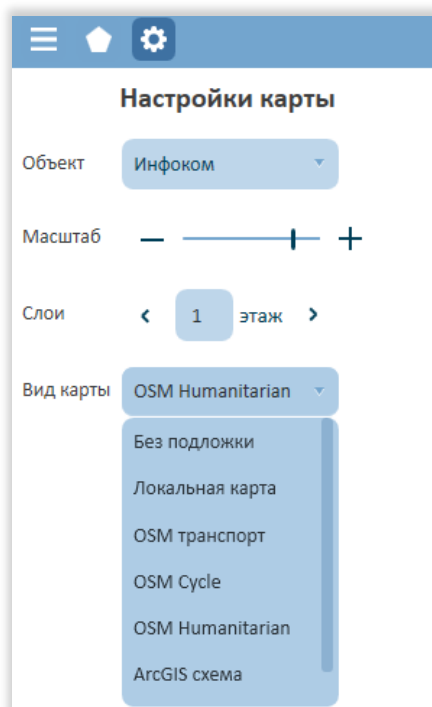 Настройки карты
Объект Инфоком
Масштаб
Слои 1 этаж
Вид карты OSM Humanitarian
Без подложки
Локальная карта
OSM транспорт
OSM Cycle
OSM Humanitarian
ArcGIS схема